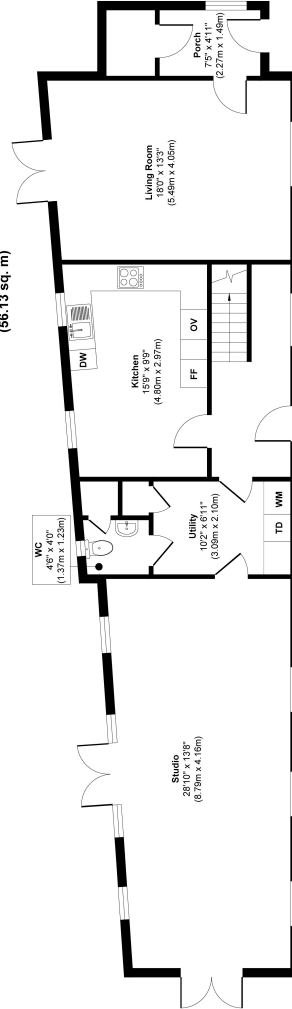 (56.13 sq. m)
Porch
7'5" x 4'11"
(2.27m x 1.49m)
Living Room
18'0" x 13'3"
(5.49m x 4.05m)
Kitchen
15'9" x 9'9"
(4.80m x 2.97m)
DW
OV
FF
WC
4'6" x 4'0"
(1.37m x 1.23m)
Utility
10'2" x 6'11"
(3.09m x 2.10m)
TD
WM
Studio
28'10" x 13'8"
(8.79m x 4.16m)